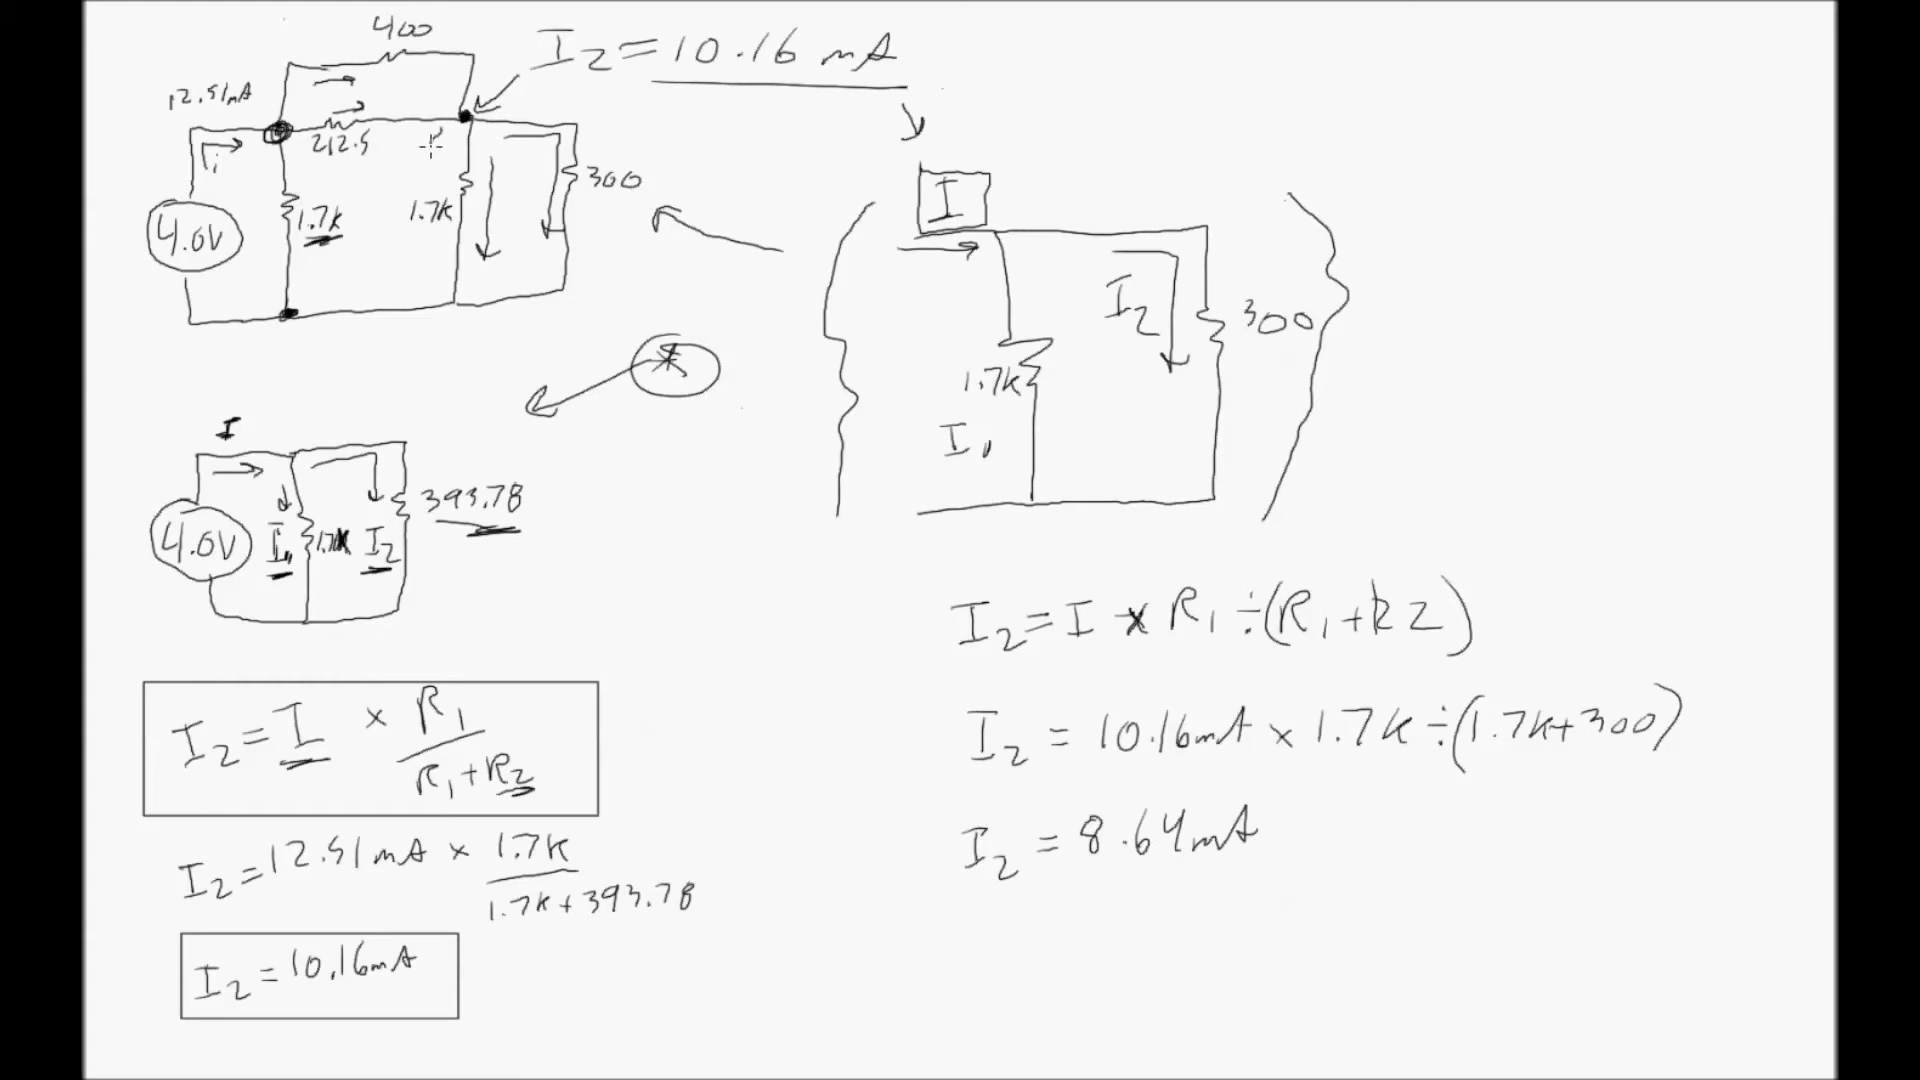 400
I2 = 10.16 mA
12.51mA
212.5
i
4.0V
1.7k
1.7k
300
I
I2
300
1.7k
I1
I
4.0V
I1
1.7k
I2
393.78
I2 = I × R1 ÷ (R1 + R2)
I2 = I × R1 / R1 + R2
I2 = 10.16mA × 1.7k ÷ (1.7k+300)
I2 = 12.51mA × 1.7k / 1.7k + 393.78
I2 = 8.64mA
I2 = 10.16mA